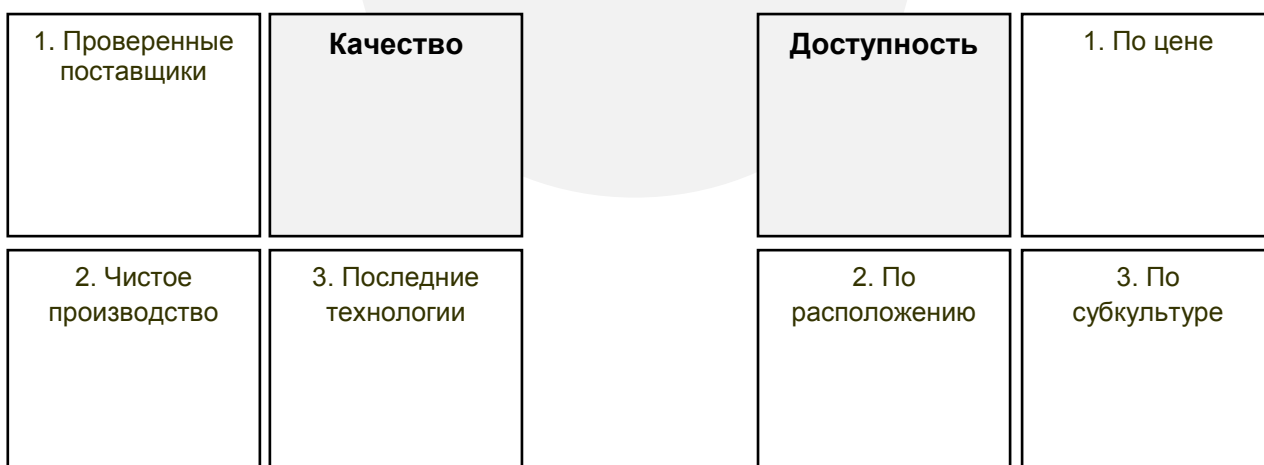 1. Проверенные
поставщики
Качество
Доступность
1. По цене
2. Чистое
производство
3. Последние
технологии
2. По
расположению
3. По
субкультуре